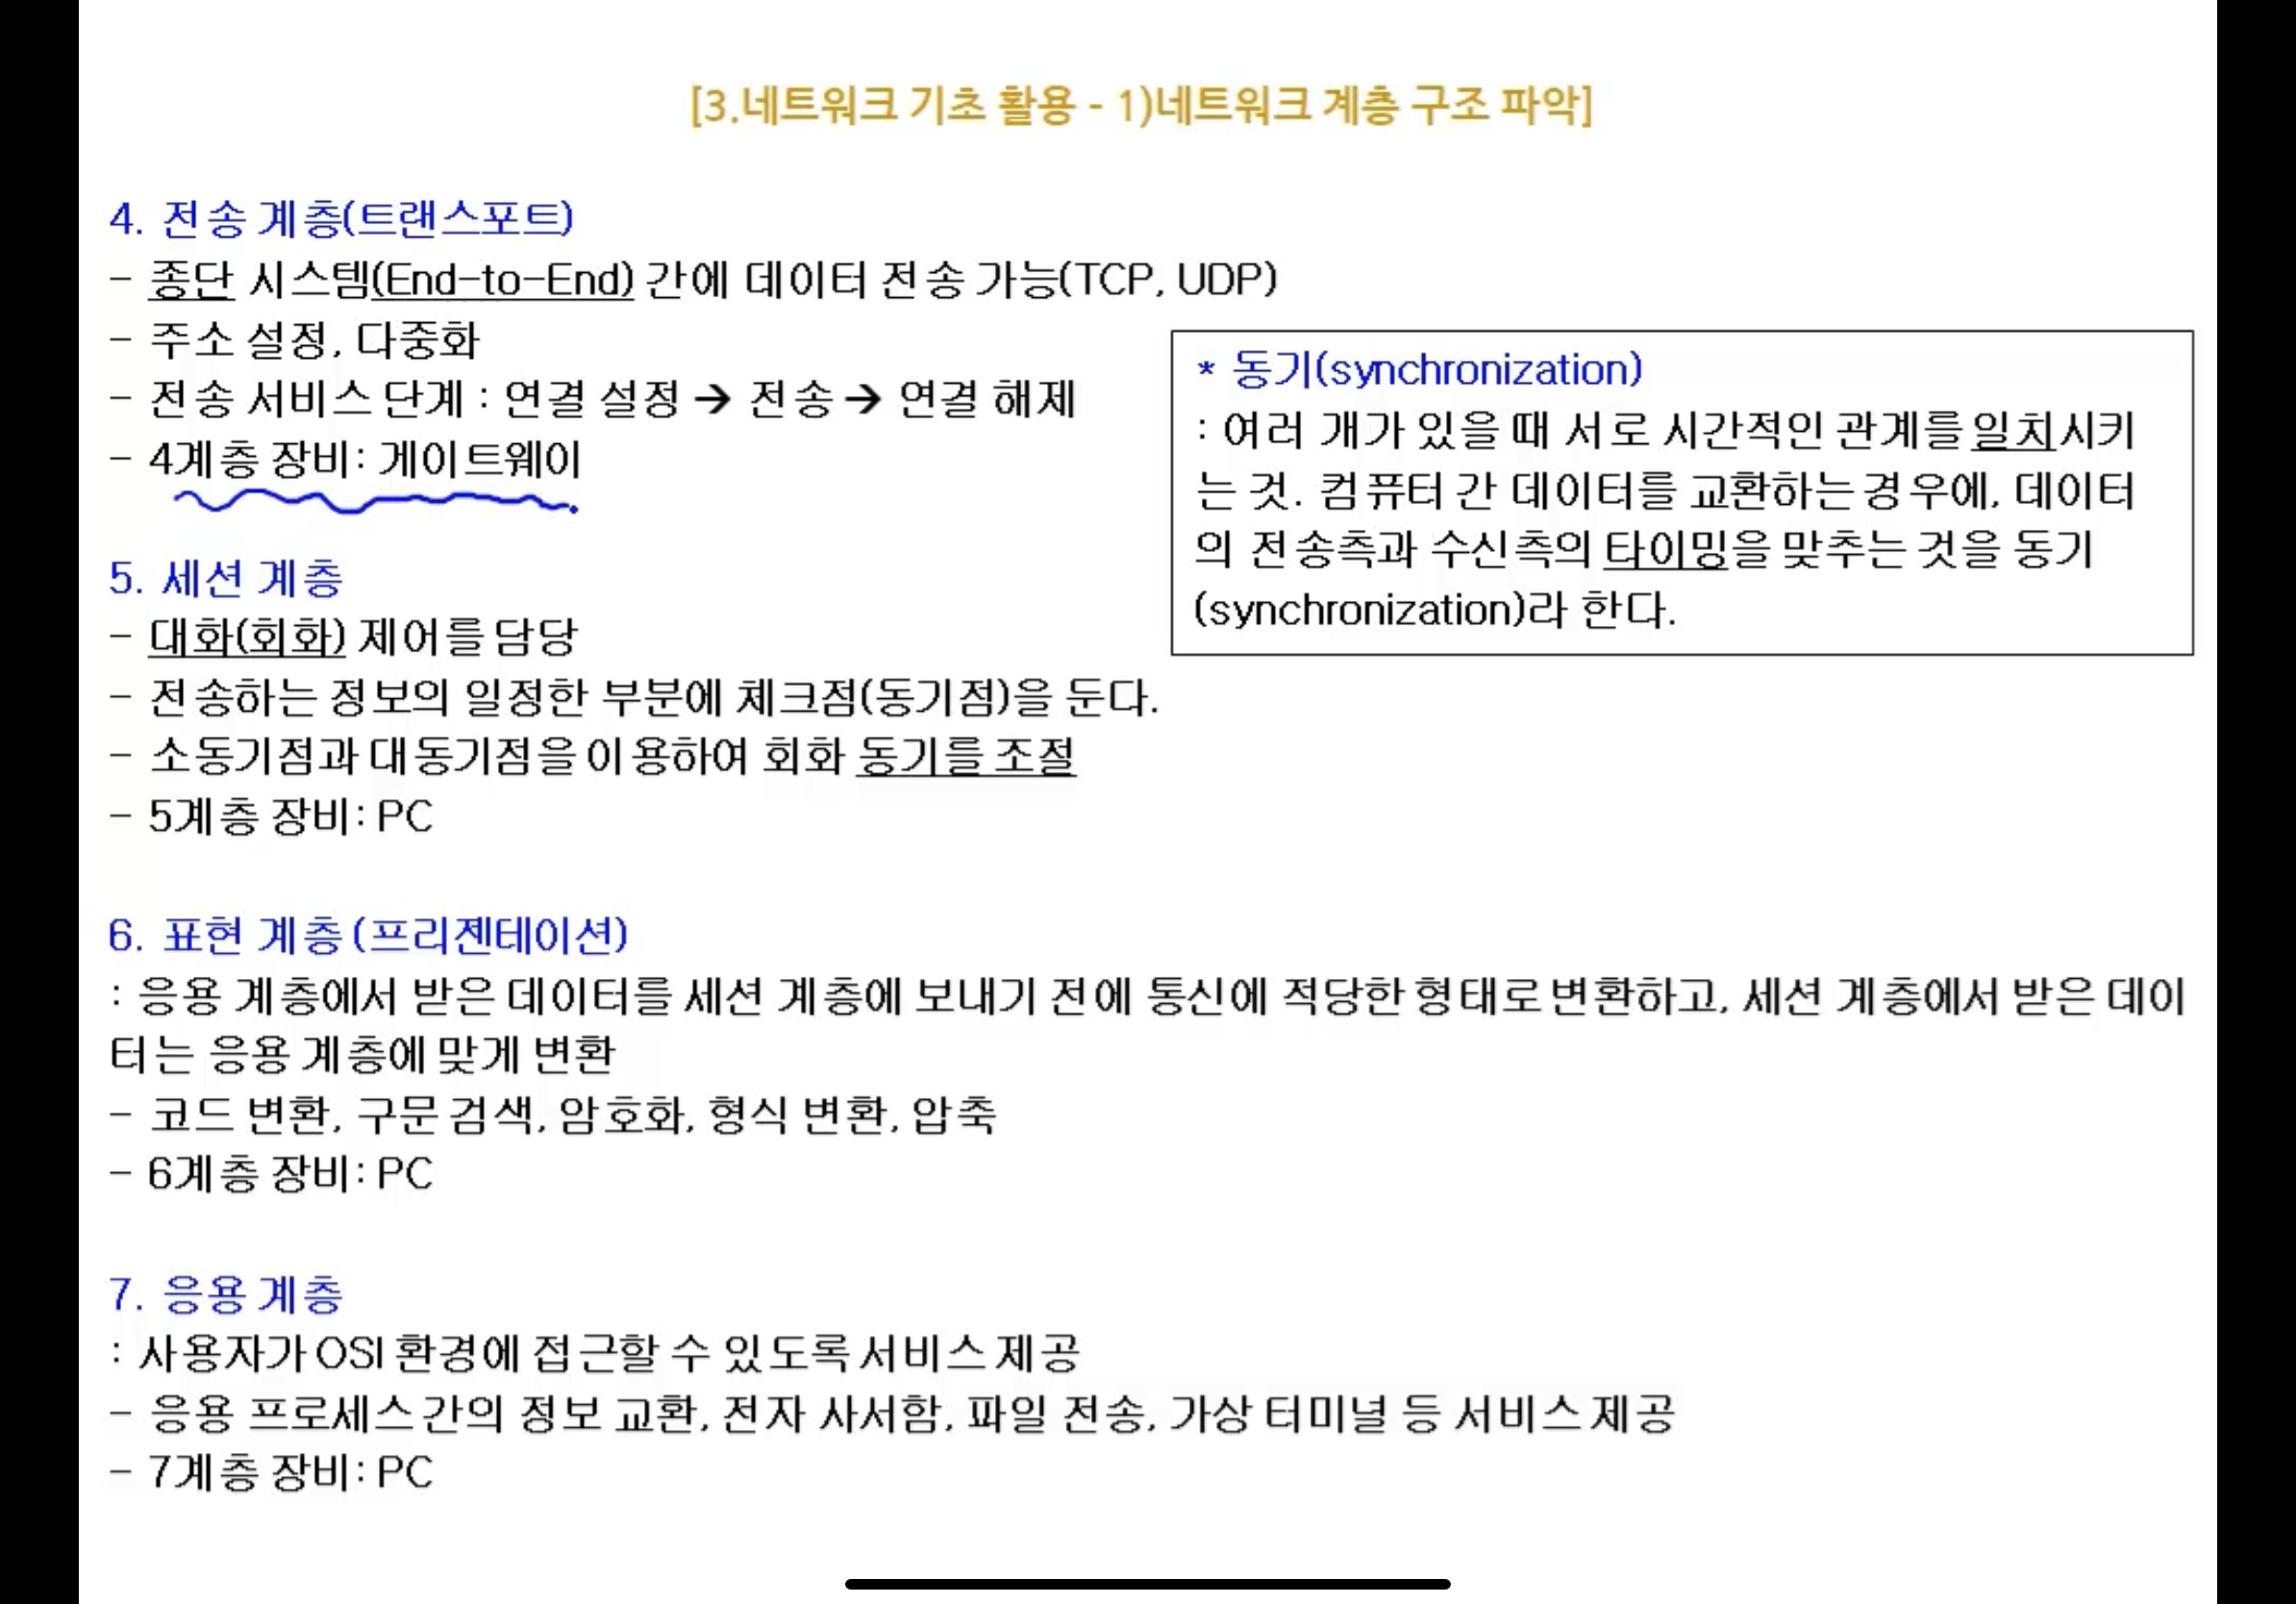 [3.네트워크 기초 활용 - 1)네트워크 계층 구조 파악]
4. 전송 계층(트랜스포트)
- 종단 시스템(End-to-End) 간에 데이터 전송 가능(TCP, UDP)
- 주소 설정, 다중화
- 전송 서비스 단계 : 연결 설정 → 전송 → 연결 해제
- 4계층 장비: 게이트웨이
* 동기(synchronization)
: 여러 개가 있을 때 서로 시간적인 관계를 일치시키
는 것. 컴퓨터 간 데이터를 교환하는 경우에, 데이터
의 전송측과 수신측의 타이밍을 맞추는 것을 동기
(synchronization)라 한다.
5. 세션 계층
- 대화(회화) 제어를 담당
- 전송하는 정보의 일정한 부분에 체크점(동기점)을 둔다.
- 소동기점과 대동기점을 이용하여 회화 동기를 조절
- 5계층 장비: PC
6. 표현 계층(프리젠테이션)
: 응용 계층에서 받은 데이터를 세션 계층에 보내기 전에 통신에 적당한 형태로 변환하고, 세션 계층에서 받은 데이
터는 응용 계층에 맞게 변환
- 코드 변환, 구문 검색, 암호화, 형식 변환, 압축
- 6계층 장비: PC
7. 응용 계층
: 사용자가 OSI 환경에 접근할 수 있도록 서비스 제공
- 응용 프로세스 간의 정보 교환, 전자 사서함, 파일 전송, 가상 터미널 등 서비스 제공
- 7계층 장비: PC